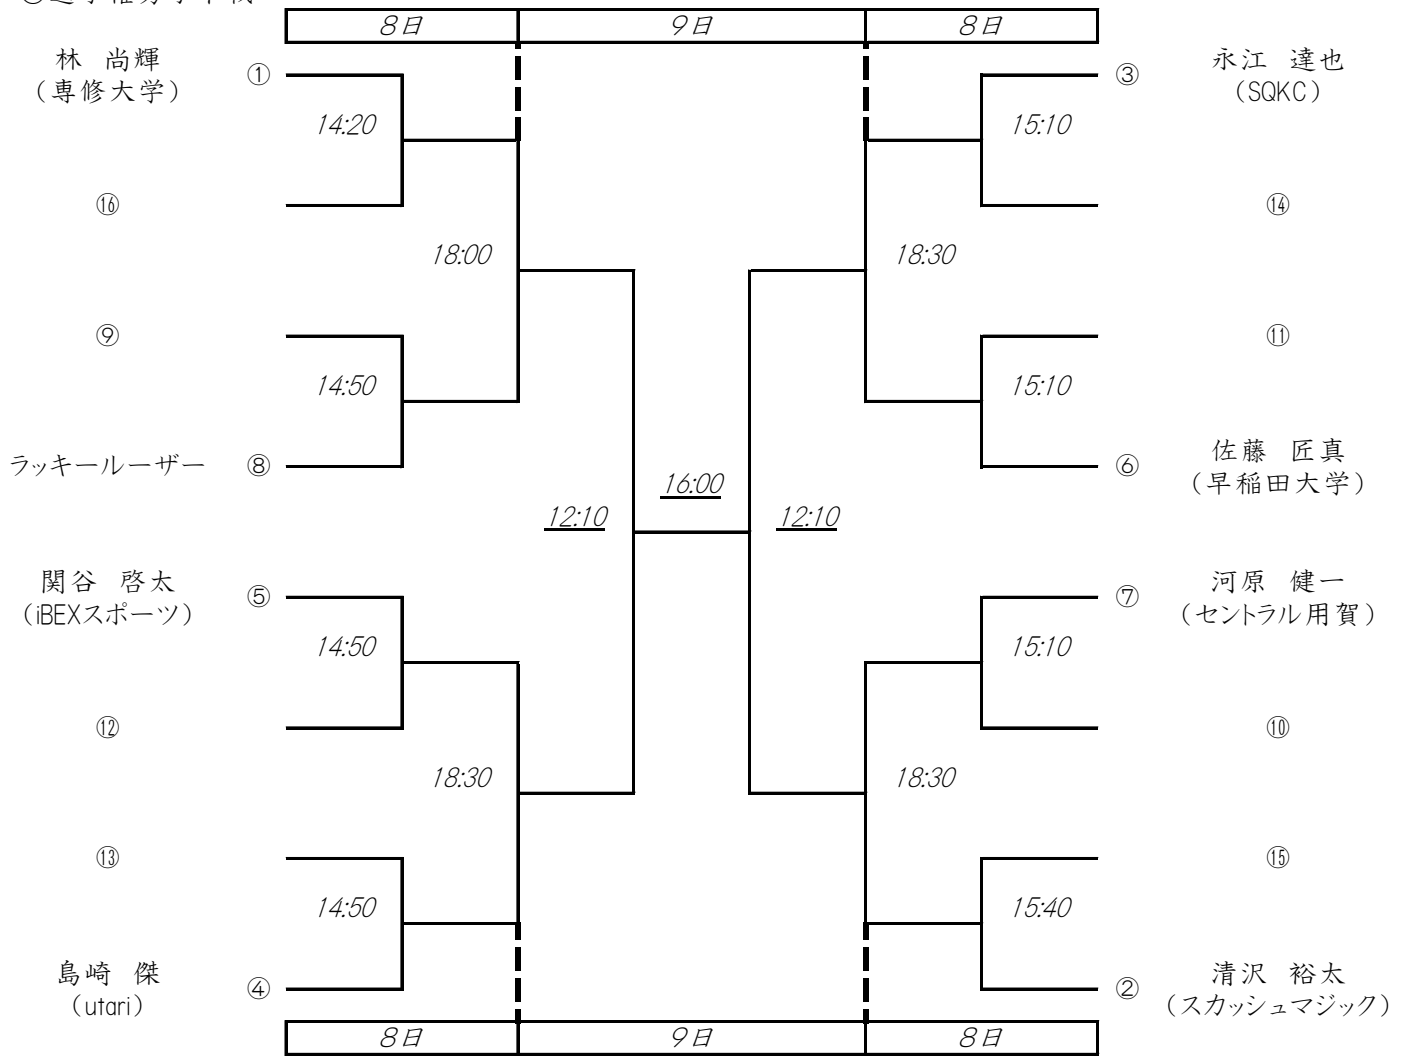 8日 9日 8日
林 尚輝
（専修大学）
①
14:20
⑯
18:00
⑨
14:50
ラッキールーザー ⑧
12:10
関谷 啓太
（iBEXスポーツ）
⑤
14:50
⑫
18:30
⑬
14:50
島崎 傑
（utari）
④
16:00
③
永江 達也
（SQKC）
15:10
⑭
18:30
⑪
15:10
⑥
佐藤 匠真
（早稲田大学）
12:10
⑦
河原 健一
（セントラル用賀）
15:10
⑩
18:30
⑮
15:40
②
清沢 裕太
（スカッシュマジック）
8日 9日 8日